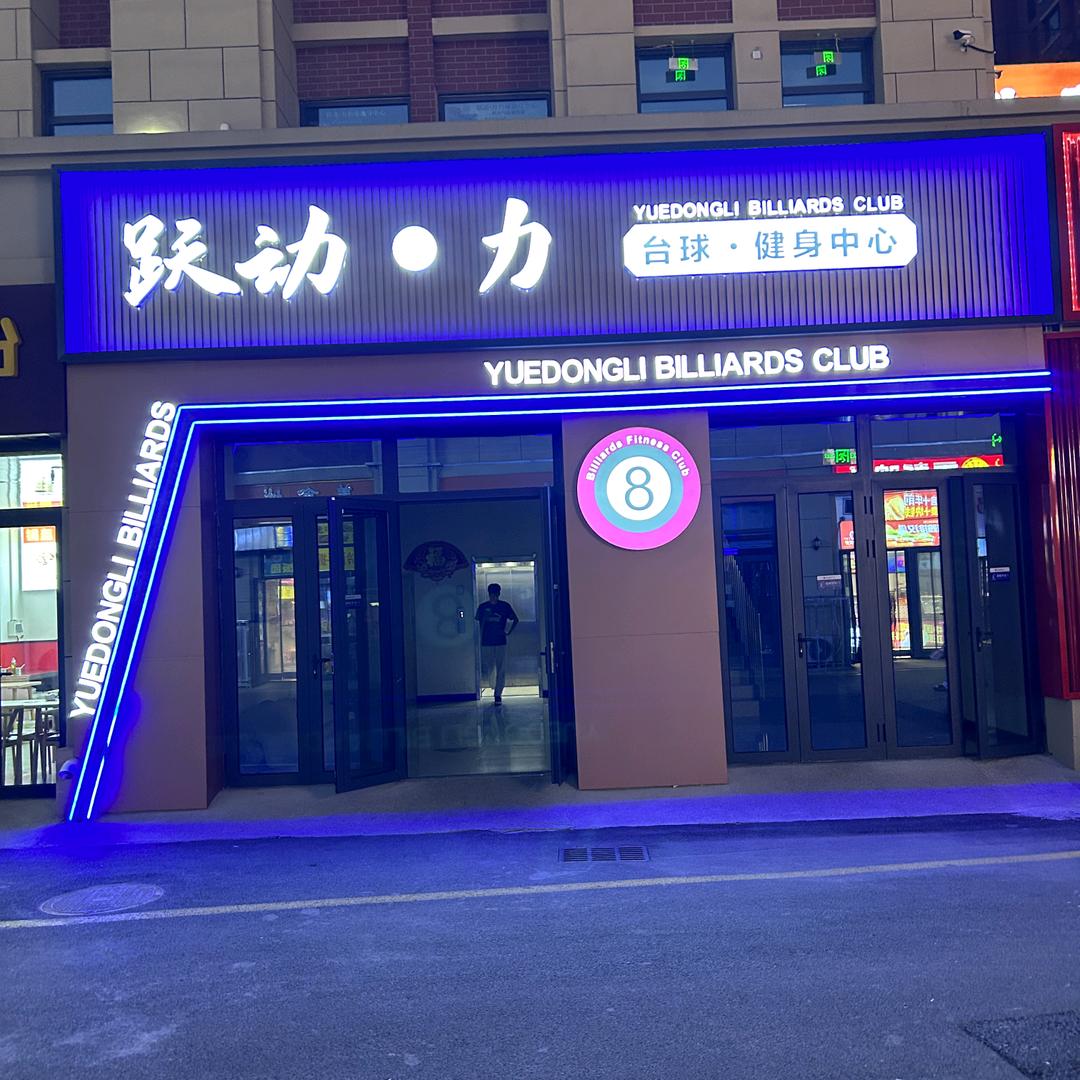 跃动·力
YUEDONGLI BILLIARDS CLUB
台球·健身中心
YUEDONGLI BILLIARDS CLUB
YUEDONGLI BILLIARDS
Billiards Fitness Club
8
福